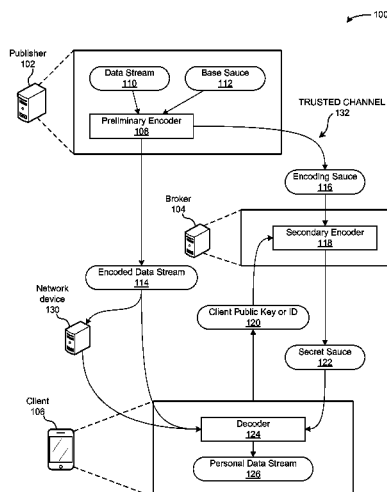 100
Publisher
102
Data Stream
110
Base Sauce
112
Preliminary Encoder
108
TRUSTED CHANNEL
132
Encoding Sauce
116
Broker
104
Secondary Encoder
118
Encoded Data Stream
114
Network
device
130
Client Public Key or ID
120
Secret Sauce
122
Client
106
Decoder
124
Personal Data Stream
126